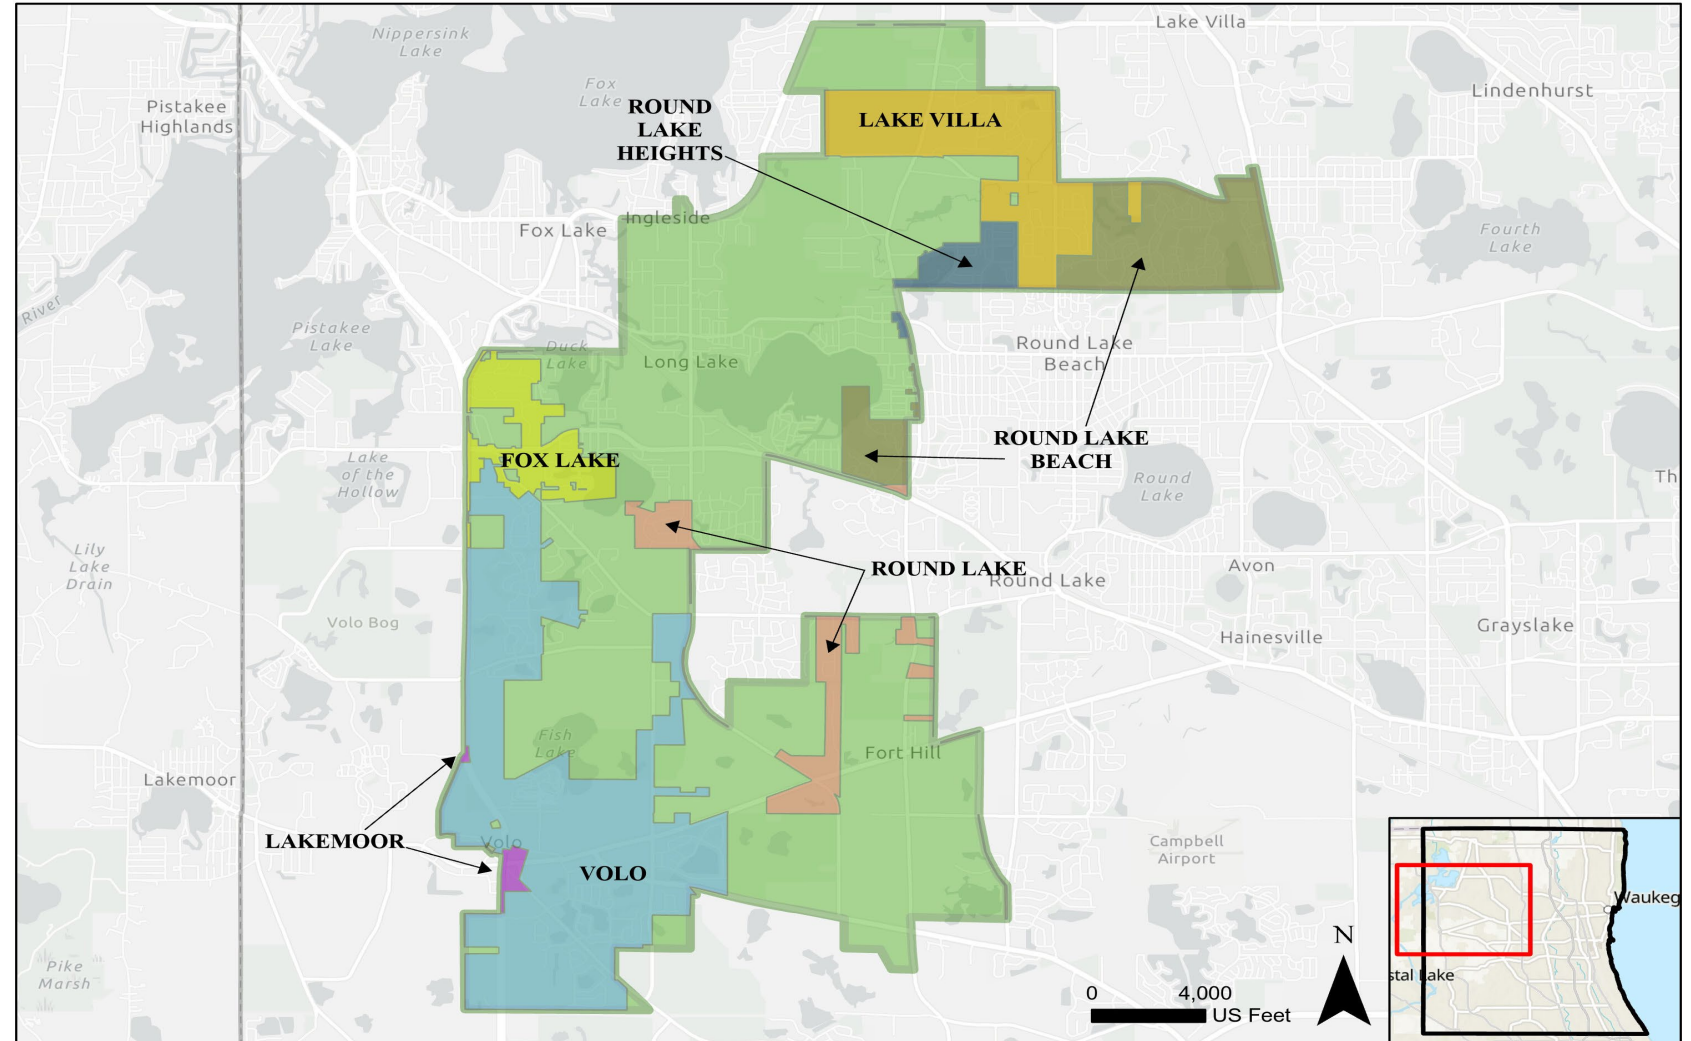 Lake Villa
Nippersink
Lake
Fox
Lake
Lindenhurst
Pistakee
Highlands
ROUND
LAKE
HEIGHTS
LAKE VILLA
Ingleside
Fox Lake
Fourth
Lake
River
Pistakee
Lake
Duck
Lake
Long Lake
Round Lake
Beach
ROUND LAKE
BEACH
FOX LAKE
Lake
of the
Hollow
Round
Lake
Th
Lily
Lake
Drain
ROUND LAKE
Round Lake
Avon
Volo Bog
Hainesville
Grayslake
Fish
Lake
Fort Hill
Lakemoor
LAKEMOOR
Volo
VOLO
Campbell
Airport
Waukeg
N
Pike
Marsh
stal Lake
0 4,000
US Feet